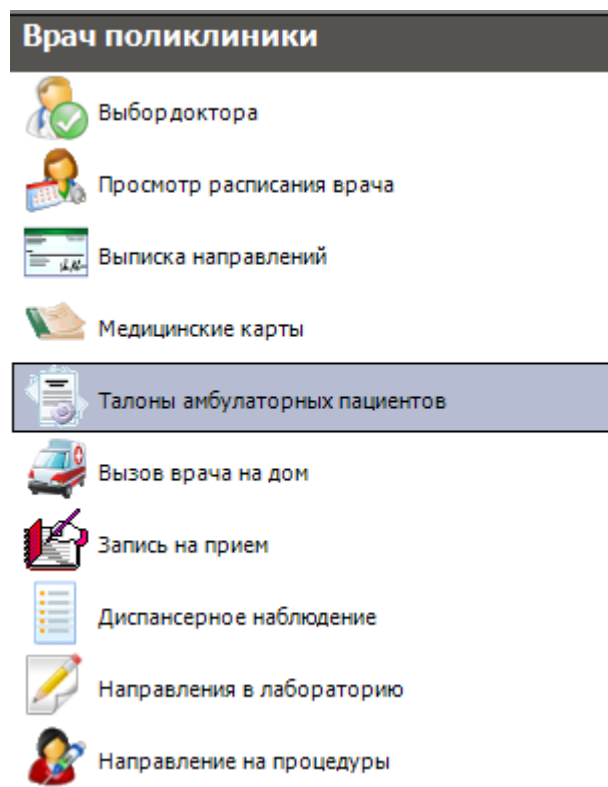 Врач поликлиники
Выбор доктора
Просмотр расписания врача
Выписка направлений
Медицинские карты
Талоны амбулаторных пациентов
Вызов врача на дом
Запись на прием
Диспансерное наблюдение
Направления в лабораторию
Направление на процедуры